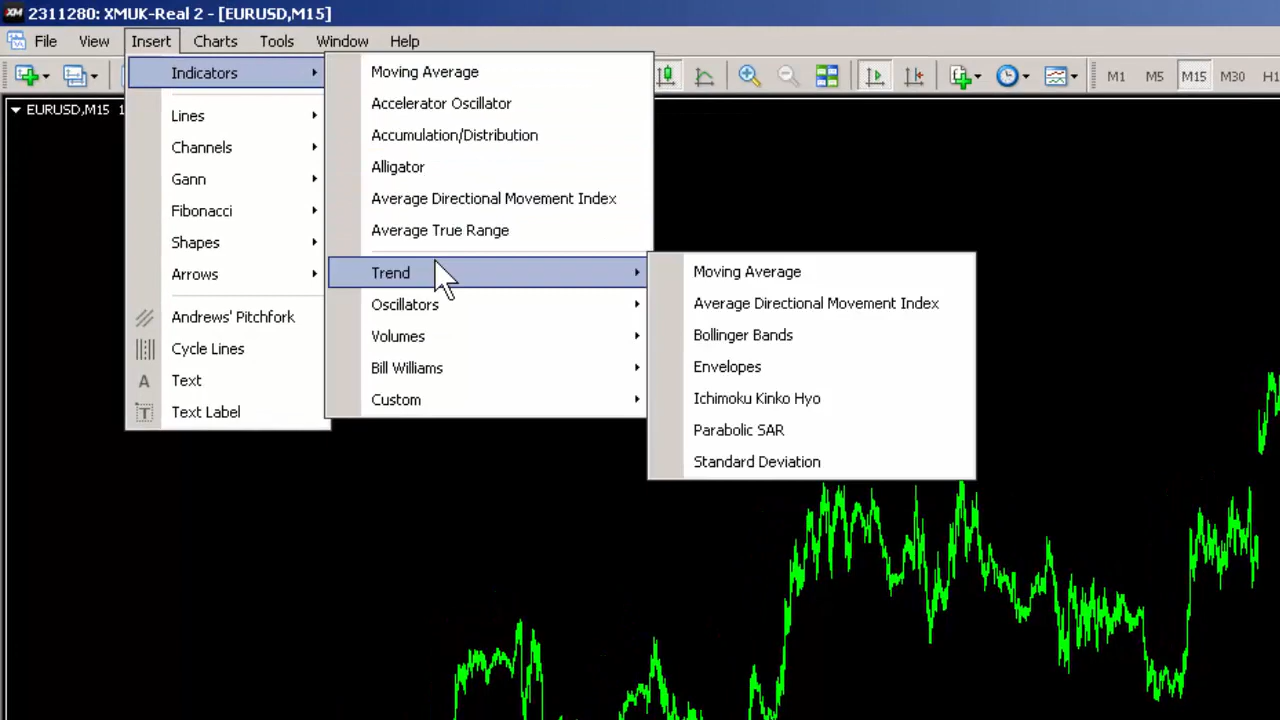 2311280: XMUK-Real 2 - [EURUSD,M15]
File View Insert Charts Tools Window Help
M1 M5 M15 M30 H1
EURUSD,M15 1
Indicators
Lines
Channels
Gann
Fibonacci
Shapes
Arrows
Andrews' Pitchfork
Cycle Lines
A Text
T Text Label
Moving Average
Accelerator Oscillator
Accumulation/Distribution
Alligator
Average Directional Movement Index
Average True Range
Trend
Oscillators
Volumes
Bill Williams
Custom
Moving Average
Average Directional Movement Index
Bollinger Bands
Envelopes
Ichimoku Kinko Hyo
Parabolic SAR
Standard Deviation